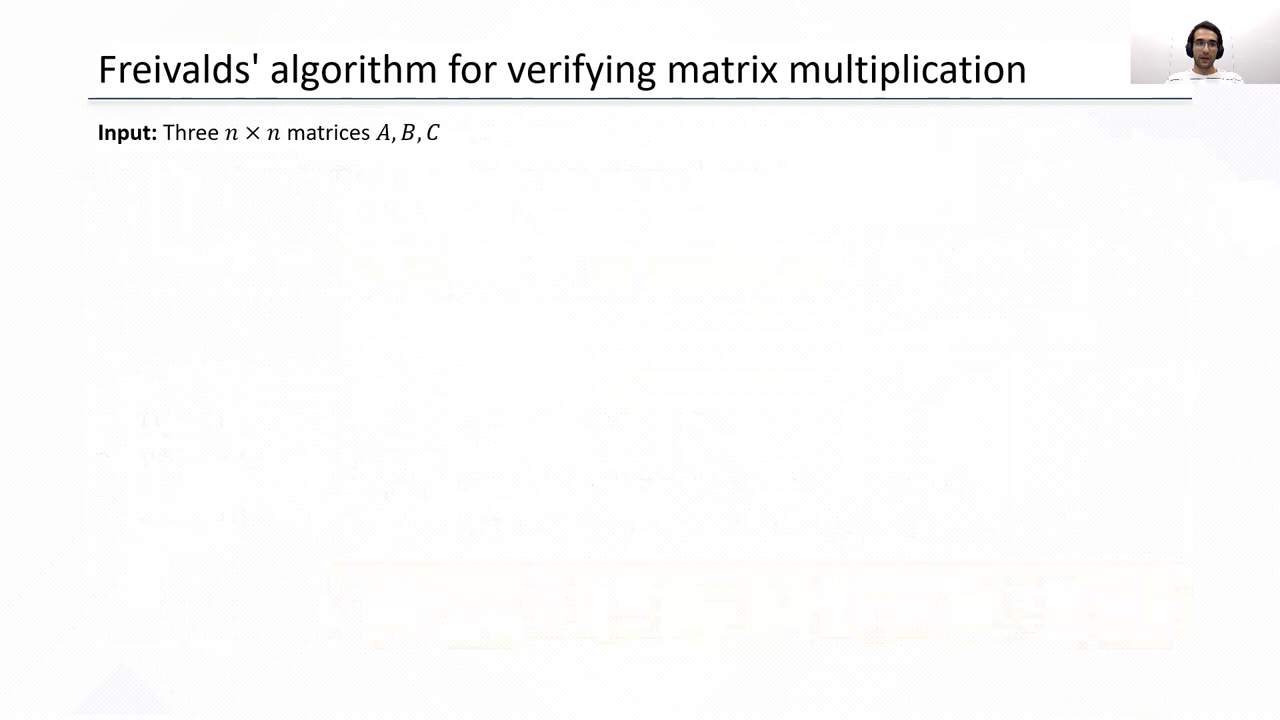 Freivalds' algorithm for verifying matrix multiplication
Input: Three n × n matrices A, B, C